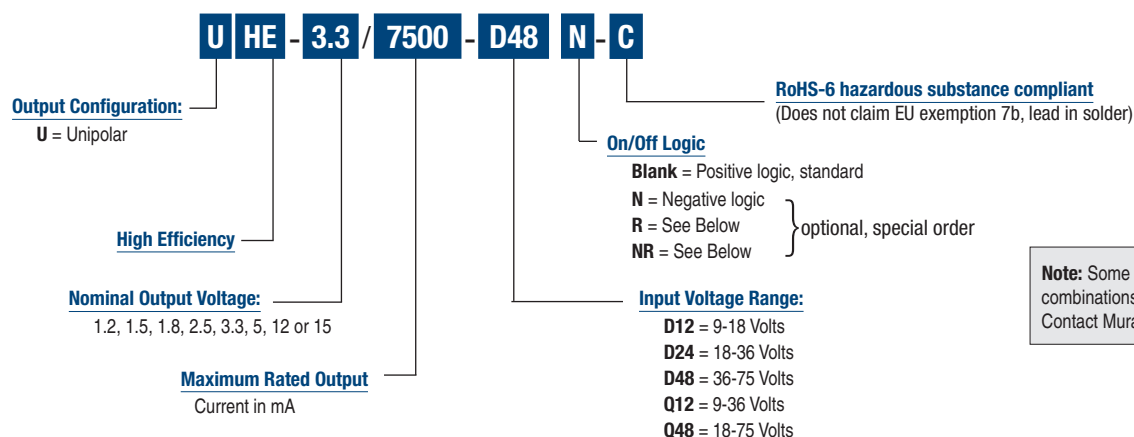 U HE - 3.3 / 7500 - D48 N - C
Output Configuration:
U = Unipolar
RoHS-6 hazardous substance compliant
(Does not claim EU exemption 7b, lead in solder)
On/Off Logic
Blank = Positive logic, standard
N = Negative logic
R = See Below
NR = See Below
optional, special order
High Efficiency
Note: Some
combinations
Contact Mura
Nominal Output Voltage:
1.2, 1.5, 1.8, 2.5, 3.3, 5, 12 or 15
Input Voltage Range:
D12 = 9-18 Volts
D24 = 18-36 Volts
D48 = 36-75 Volts
Q12 = 9-36 Volts
Q48 = 18-75 Volts
Maximum Rated Output
Current in mA